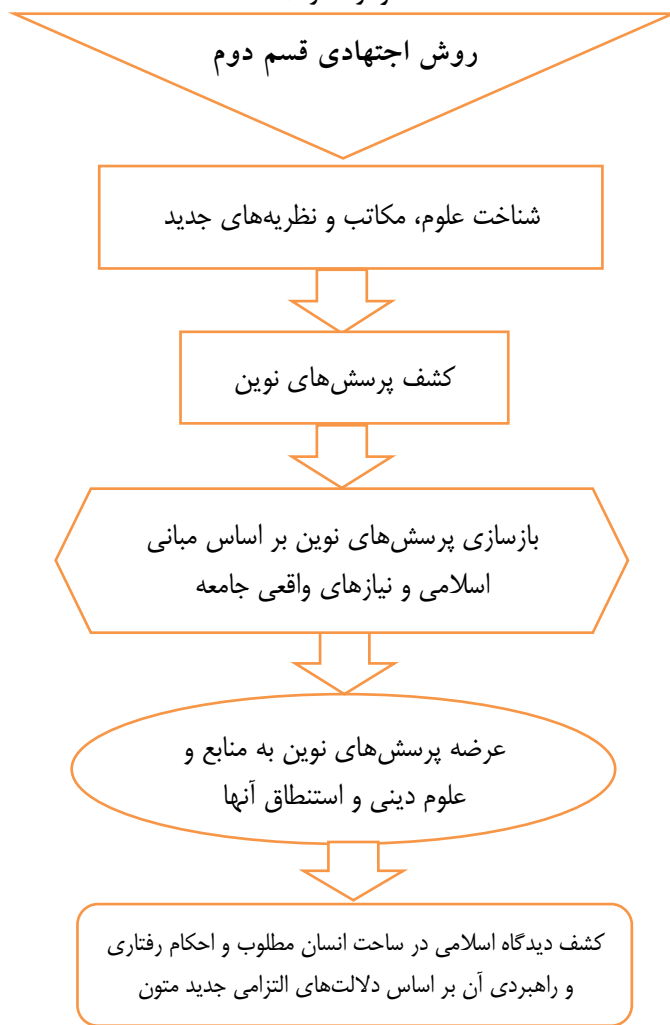 روش اجتهادی قسم دوم
شناخت علوم، مکاتب و نظریه‌های جدید
کشف پرسش‌های نوین
بازسازی پرسش‌های نوین بر اساس مبانی
اسلامی و نیازهای واقعی جامعه
عرضه پرسش‌های نوین به منابع و
علوم دینی و استنطاق آنها
کشف دیدگاه اسلامی در ساحت انسان مطلوب و احکام رفتاری
و راهبردی آن بر اساس دلالت‌های التزامی جدید متون